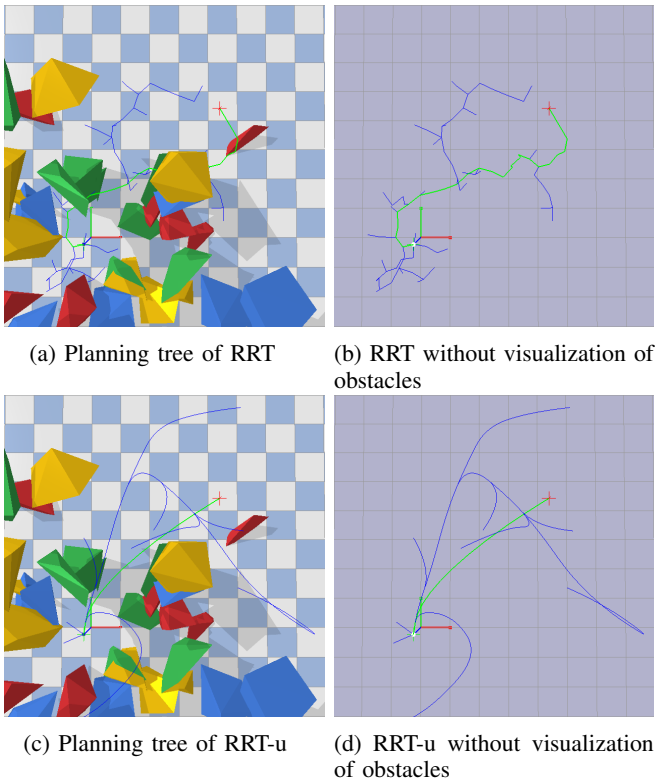 (a) Planning tree of RRT
(b) RRT without visualization of
obstacles
(c) Planning tree of RRT-u
(d) RRT-u without visualization
of obstacles